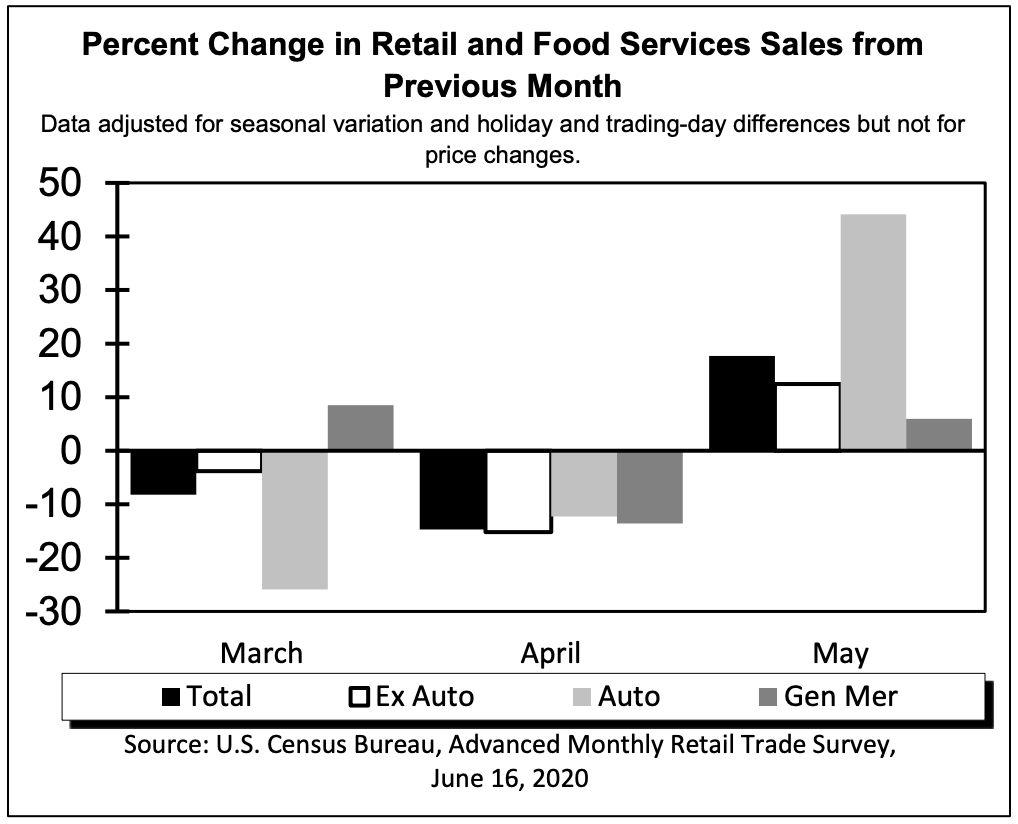 Percent Change in Retail and Food Services Sales from
Previous Month
Data adjusted for seasonal variation and holiday and trading-day differences but not for
price changes.
50
40
30
20
10
0
-10
-20
-30
March April May
Total Ex Auto Auto Gen Mer
Source: U.S. Census Bureau, Advanced Monthly Retail Trade Survey,
June 16, 2020